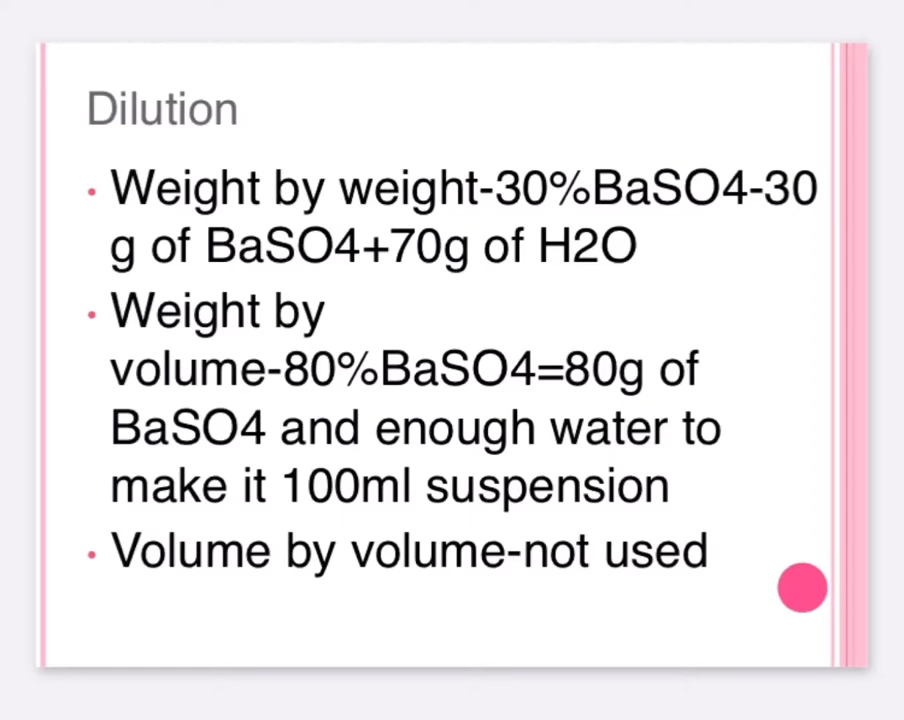 Dilution
• Weight by weight-30%BaSO4-30
g of BaSO4+70g of H2O
• Weight by
volume-80%BaSO4=80g of
BaSO4 and enough water to
make it 100ml suspension
• Volume by volume-not used